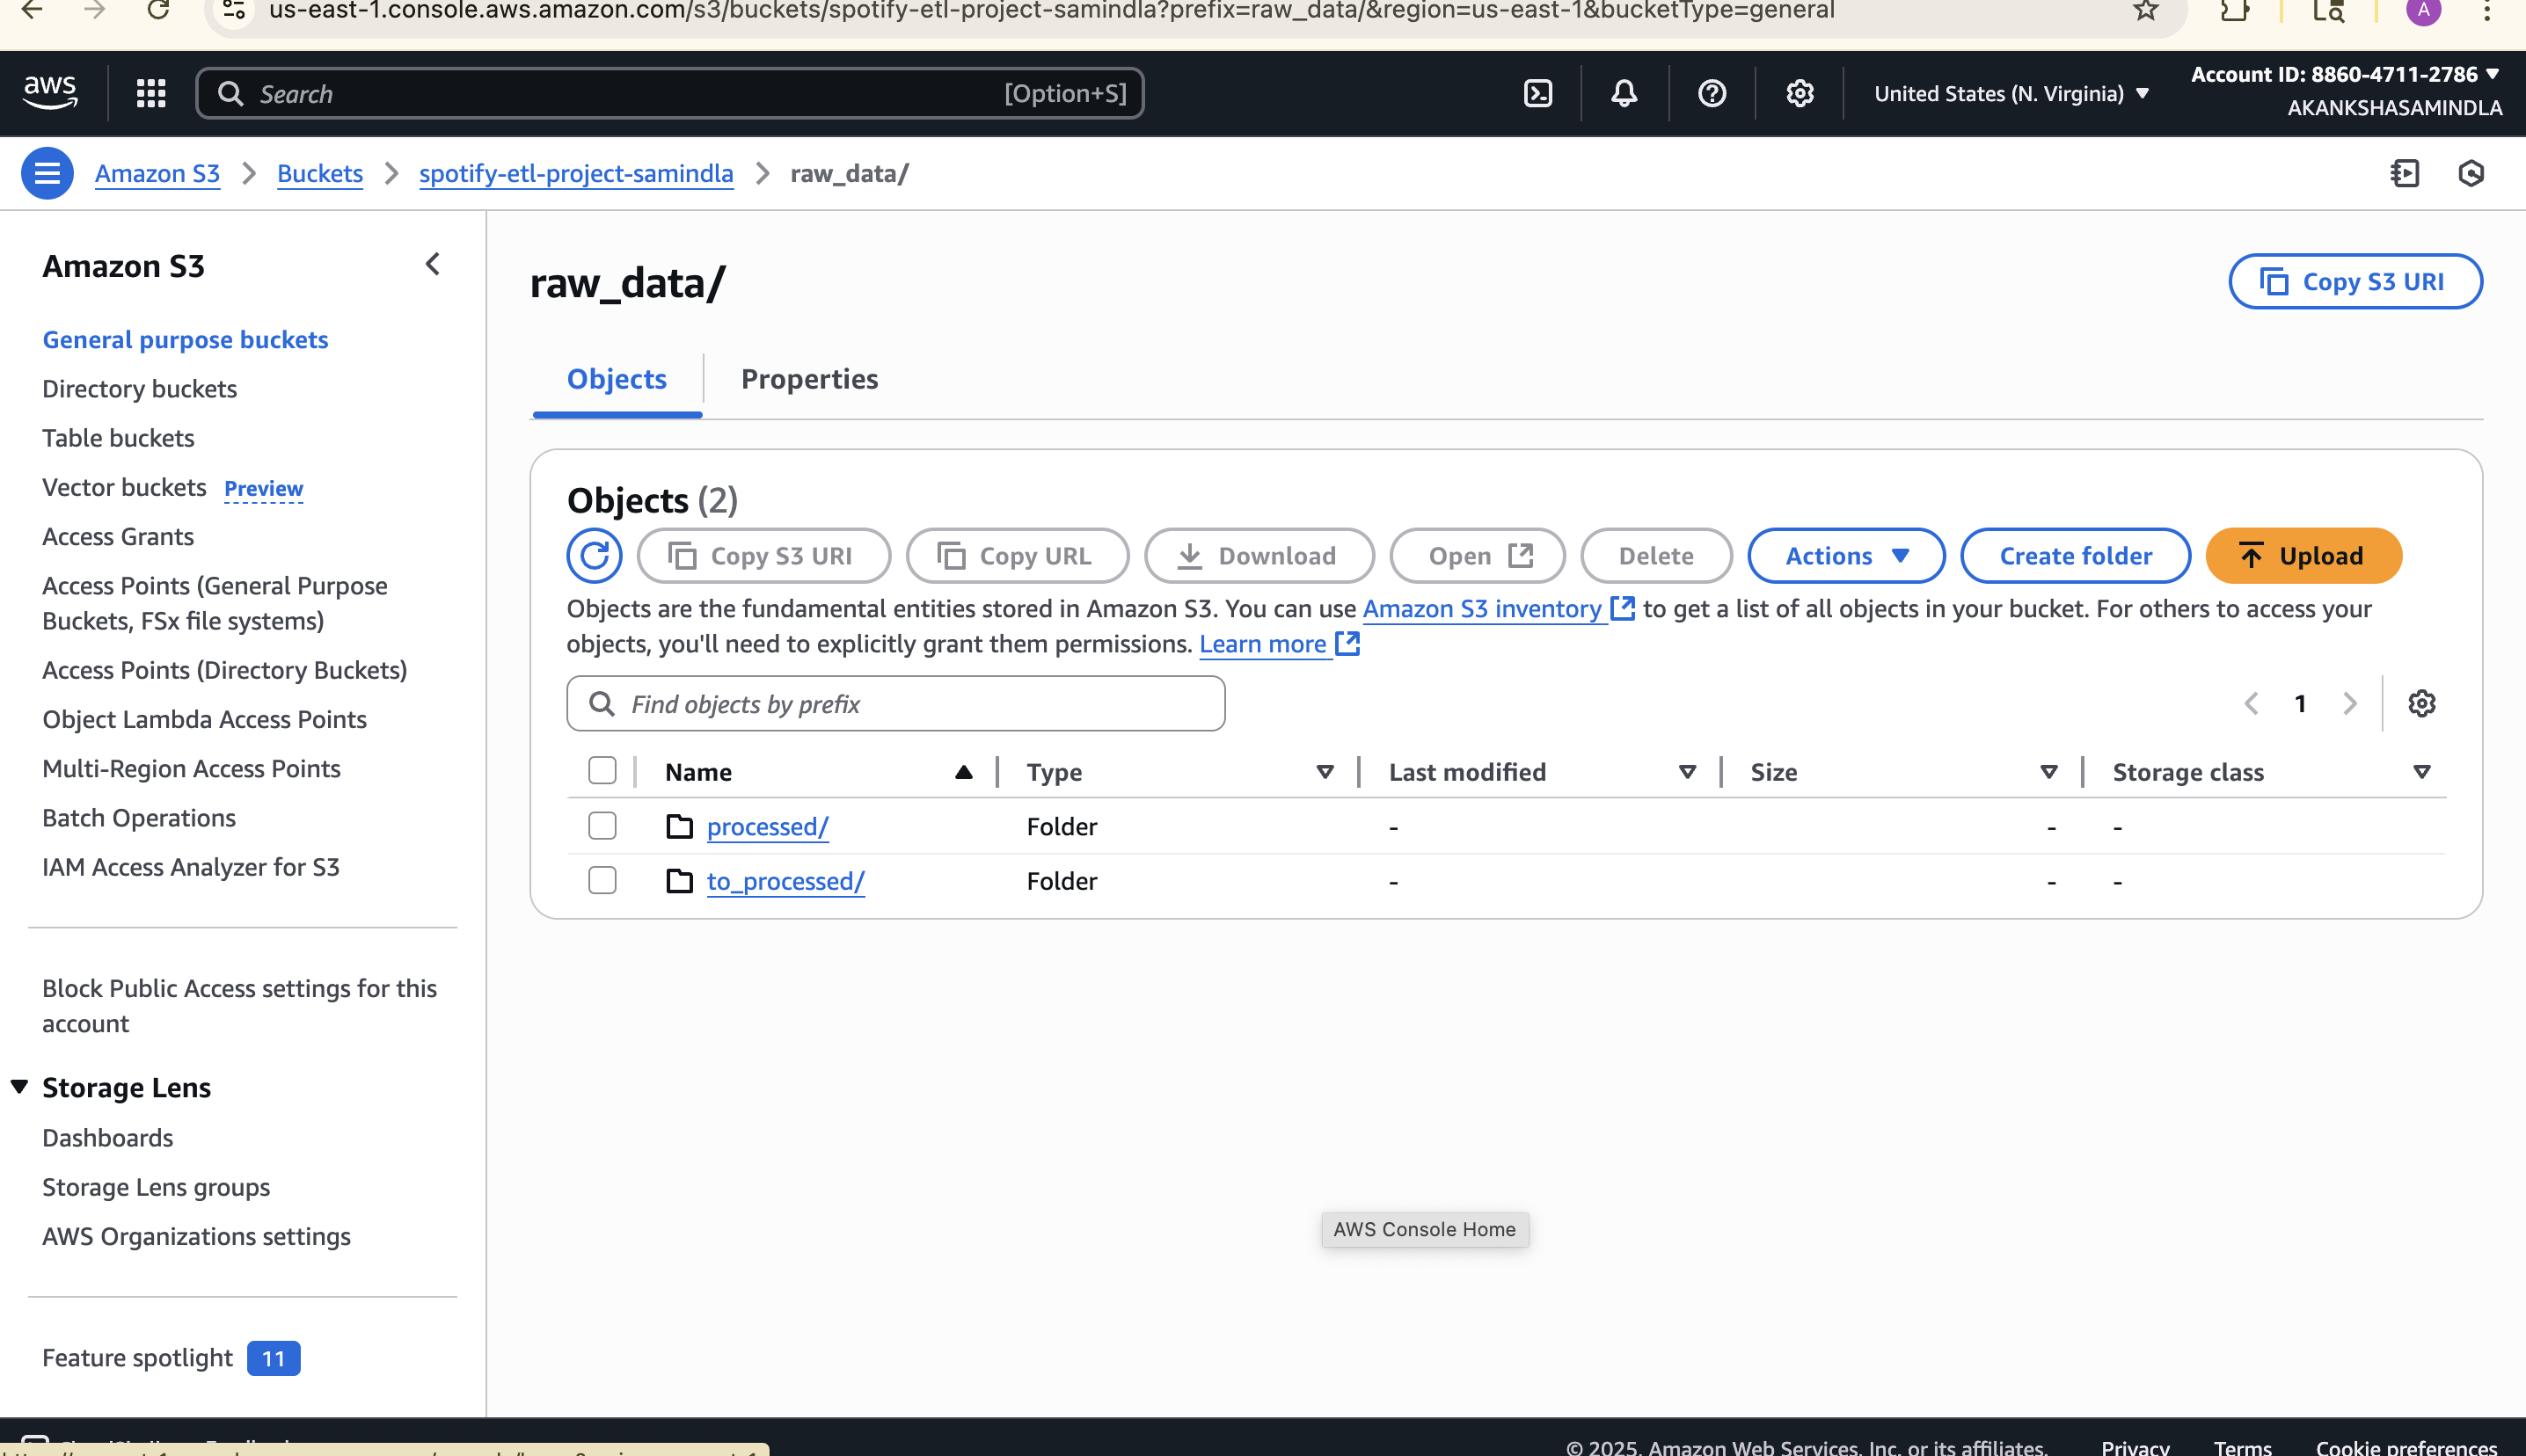 us-east-1.console.aws.amazon.com/s3/buckets/spotify-etl-project-samindla?prefix=raw_data/&region=us-east-1&bucketType=general
A
aws
Search
[Option+S]
United States (N. Virginia)
Account ID: 8860-4711-2786
AKANKSHASAMINDLA
Amazon S3
Buckets
spotify-etl-project-samindla
raw_data/
Amazon S3
General purpose buckets
Directory buckets
Table buckets
Vector buckets Preview
Access Grants
Access Points (General Purpose
Buckets, FSx file systems)
Access Points (Directory Buckets)
Object Lambda Access Points
Multi-Region Access Points
Batch Operations
IAM Access Analyzer for S3
Block Public Access settings for this
account
Storage Lens
Dashboards
Storage Lens groups
AWS Organizations settings
Feature spotlight 11
raw_data/
Copy S3 URI
Objects
Properties
Objects (2)
Copy S3 URI
Copy URL
Download
Open
Delete
Actions
Create folder
Upload
Objects are the fundamental entities stored in Amazon S3. You can use Amazon S3 inventory to get a list of all objects in your bucket. For others to access your
objects, you'll need to explicitly grant them permissions. Learn more
Find objects by prefix
1
Name Type Last modified Size Storage class
processed/ Folder - - -
to_processed/ Folder - - -
AWS Console Home
© 2025, Amazon Web Services, Inc. or its affiliates.
Privacy
Terms
Cookie preferences